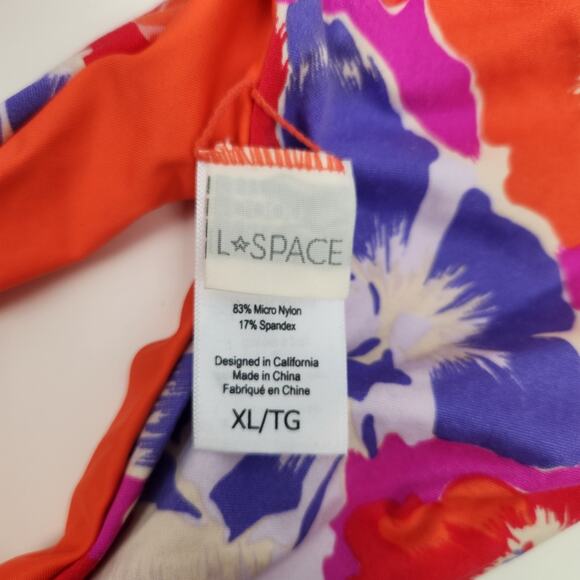 L☆SPACE
83% Micro Nylon
17% Spandex
Designed in California
Made in China
Fabriqué en Chine
XL/TG